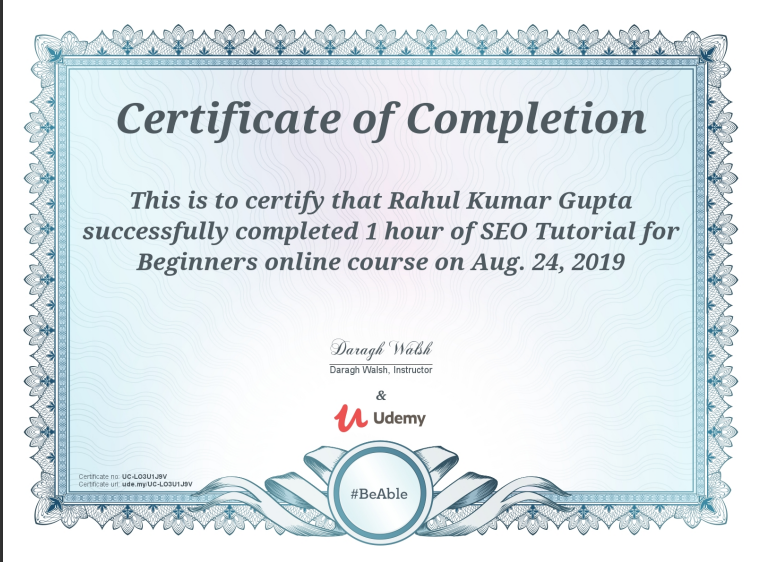 Certificate of Completion
This is to certify that Rahul Kumar Gupta
successfully completed 1 hour of SEO Tutorial for
Beginners online course on Aug. 24, 2019
Daragh Walsh
Daragh Walsh, Instructor
&
Udemy
Certificate no: UC-LO3U1J9V
Certificate url: ude.my/UC-LO3U1J9V
#BeAble